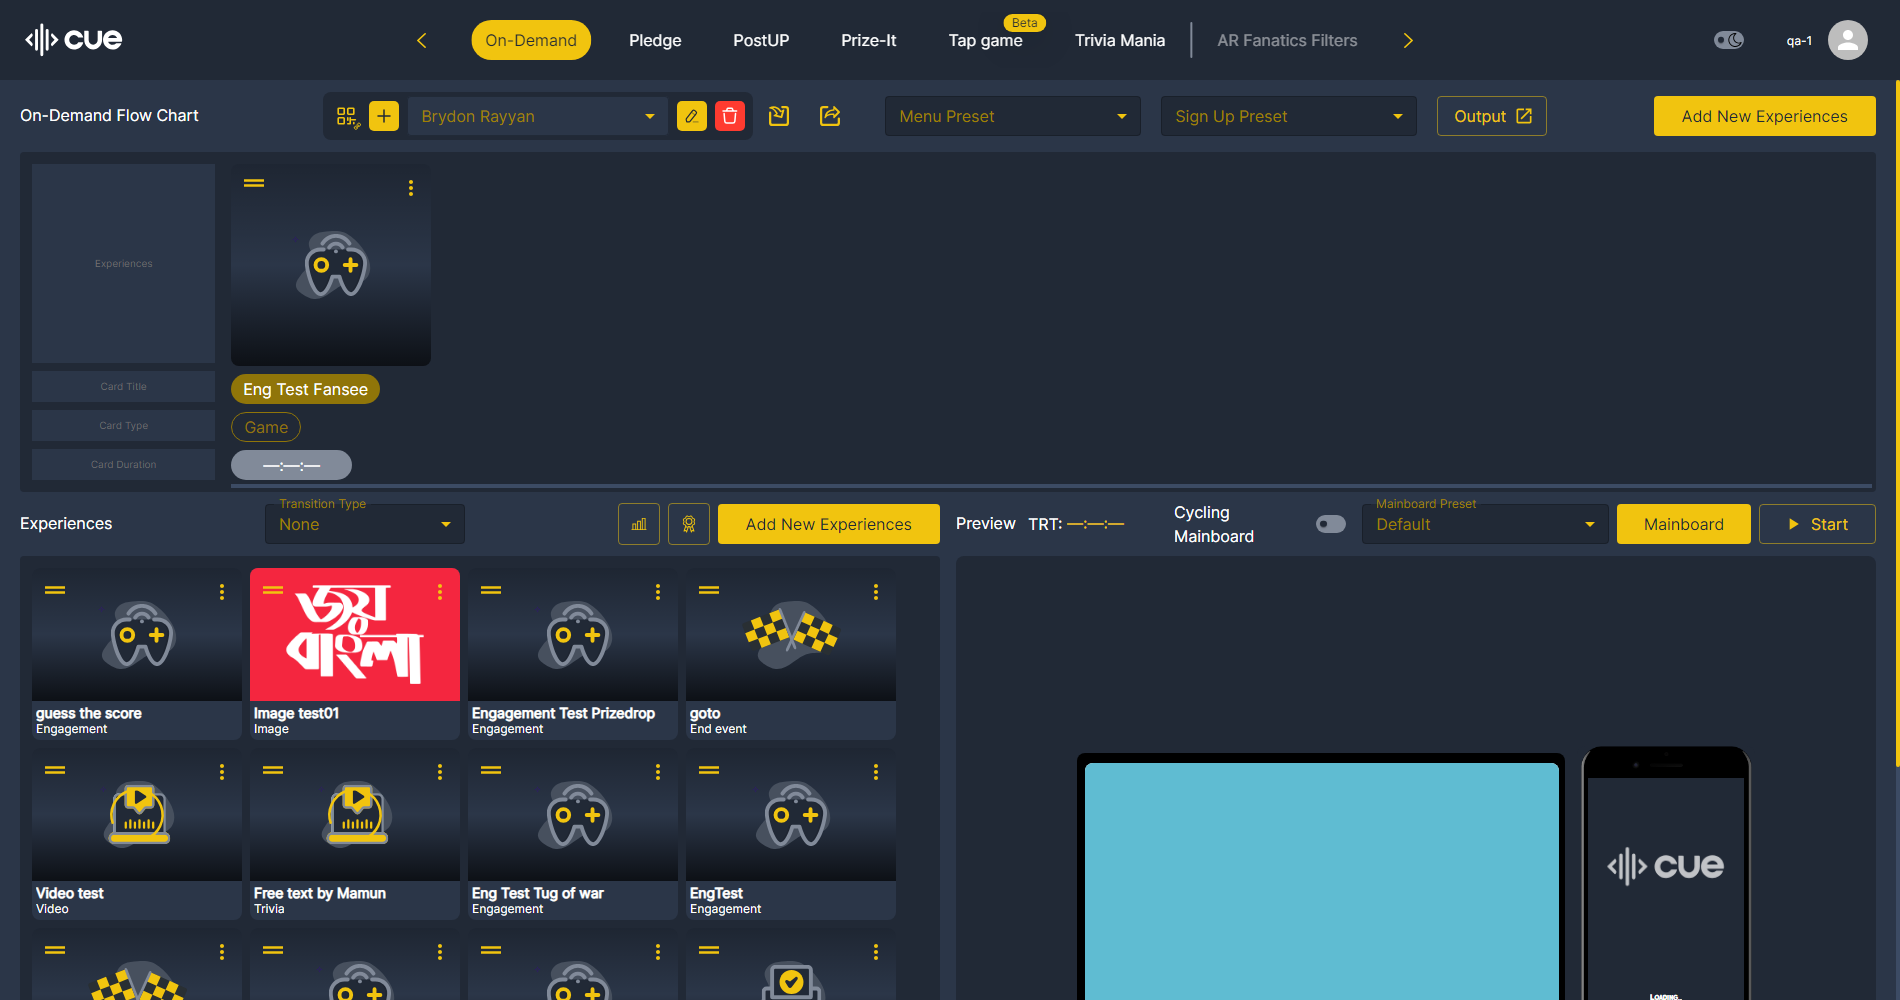 cue
On-Demand
Pledge
PostUP
Prize-It
Tap game
Beta
Trivia Mania
AR Fanatics Filters
qa-1
On-Demand Flow Chart
Brydon Rayyan
Menu Preset
Sign Up Preset
Output
Add New Experiences
Experiences
Card Title
Card Type
Card Duration
Eng Test Fansee
Game
—:—:—
Experiences
Transition Type
None
Add New Experiences
Preview
TRT: —:—:—
Cycling
Mainboard
Mainboard Preset
Default
Mainboard
Start
guess the score
Engagement
জয়
বাংলা
Image test01
Image
Engagement Test Prizedrop
Engagement
goto
End event
Video test
Video
Free text by Mamun
Trivia
Eng Test Tug of war
Engagement
EngTest
Engagement
cue
LOADING...